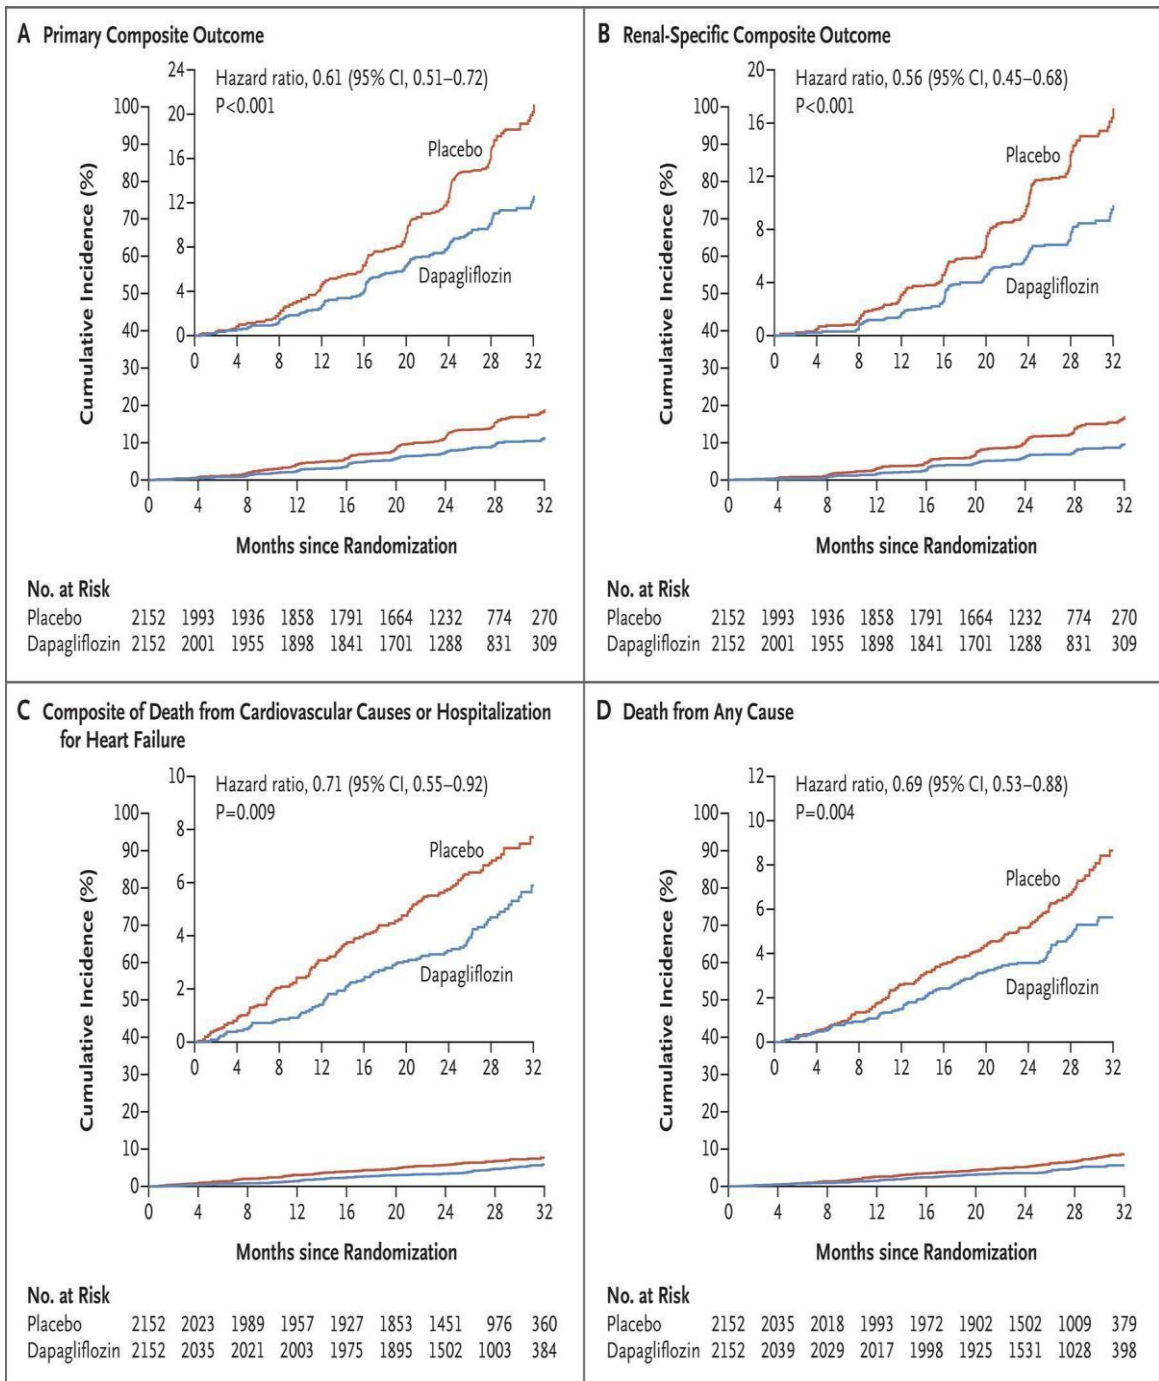 A Primary Composite Outcome
Hazard ratio, 0.61 (95% CI, 0.51–0.72)
P<0.001
Placebo
Dapagliflozin
24
20
16
12
8
4
0
0 4 8 12 16 20 24 28 32
Cumulative Incidence (%)
100
90
80
70
60
50
40
30
20
10
0
0 4 8 12 16 20 24 28 32
Months since Randomization
No. at Risk
Placebo 2152 1993 1936 1858 1791 1664 1232 774 270
Dapagliflozin 2152 2001 1955 1898 1841 1701 1288 831 309
B Renal-Specific Composite Outcome
Hazard ratio, 0.56 (95% CI, 0.45–0.68)
P<0.001
Placebo
Dapagliflozin
20
16
12
8
4
0
0 4 8 12 16 20 24 28 32
Cumulative Incidence (%)
100
90
80
70
60
50
40
30
20
10
0
0 4 8 12 16 20 24 28 32
Months since Randomization
No. at Risk
Placebo 2152 1993 1936 1858 1791 1664 1232 774 270
Dapagliflozin 2152 2001 1955 1898 1841 1701 1288 831 309
C Composite of Death from Cardiovascular Causes or Hospitalization
for Heart Failure
Hazard ratio, 0.71 (95% CI, 0.55–0.92)
P=0.009
Placebo
Dapagliflozin
10
8
6
4
2
0
0 4 8 12 16 20 24 28 32
Cumulative Incidence (%)
100
90
80
70
60
50
40
30
20
10
0
0 4 8 12 16 20 24 28 32
Months since Randomization
No. at Risk
Placebo 2152 2023 1989 1957 1927 1853 1451 976 360
Dapagliflozin 2152 2035 2021 2003 1975 1895 1502 1003 384
D Death from Any Cause
Hazard ratio, 0.69 (95% CI, 0.53–0.88)
P=0.004
Placebo
Dapagliflozin
12
10
8
6
4
2
0
0 4 8 12 16 20 24 28 32
Cumulative Incidence (%)
100
90
80
70
60
50
40
30
20
10
0
0 4 8 12 16 20 24 28 32
Months since Randomization
No. at Risk
Placebo 2152 2035 2018 1993 1972 1902 1502 1009 379
Dapagliflozin 2152 2039 2029 2017 1998 1925 1531 1028 398